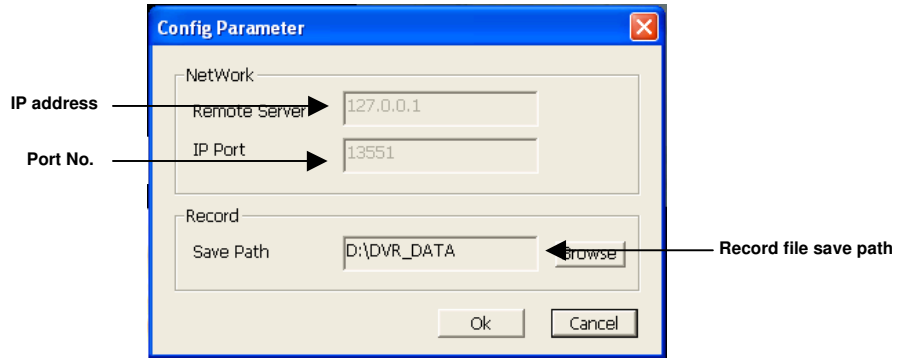 Config Parameter
NetWork
IP address
Remote Server
127.0.0.1
Port No.
IP Port
13551
Record
Save Path
D:\DVR_DATA
Browse
Record file save path
Ok
Cancel